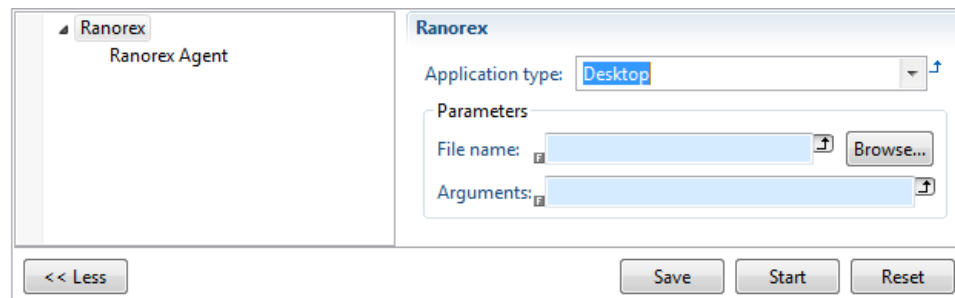 Ranorex
Ranorex Agent
Ranorex
Application type: Desktop
Parameters
File name: F Browse...
Arguments: F
<< Less Save Start Reset